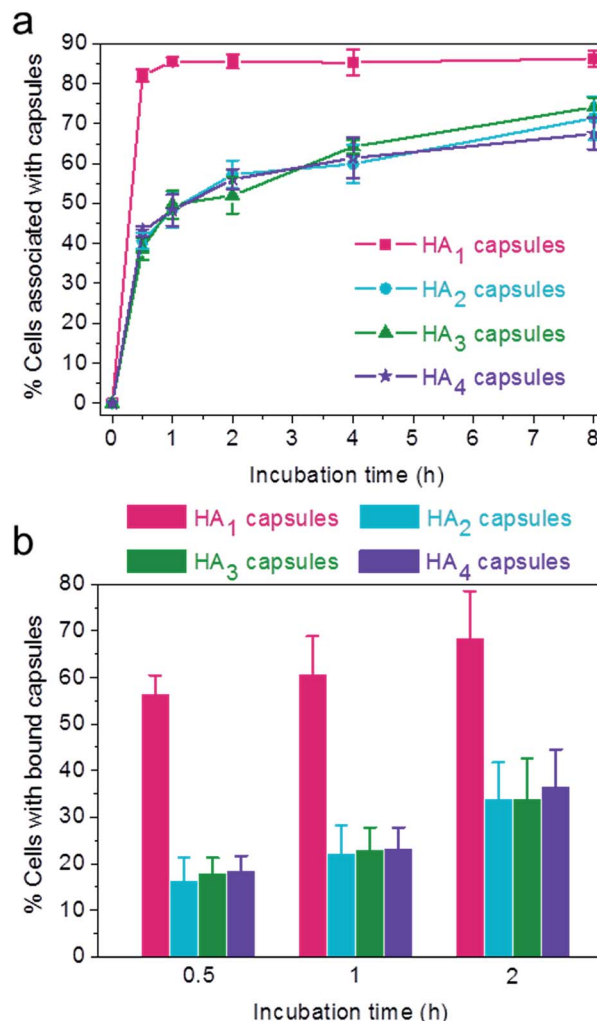 a
% Cells associated with capsules
90
80
70
60
50
40
30
20
10
0
HA1 capsules
HA2 capsules
HA3 capsules
HA4 capsules
0 1 2 3 4 5 6 7 8
Incubation time (h)
HA1 capsules HA2 capsules
HA3 capsules HA4 capsules
b
% Cells with bound capsules
80
70
60
50
40
30
20
10
0
0.5 1 2
Incubation time (h)